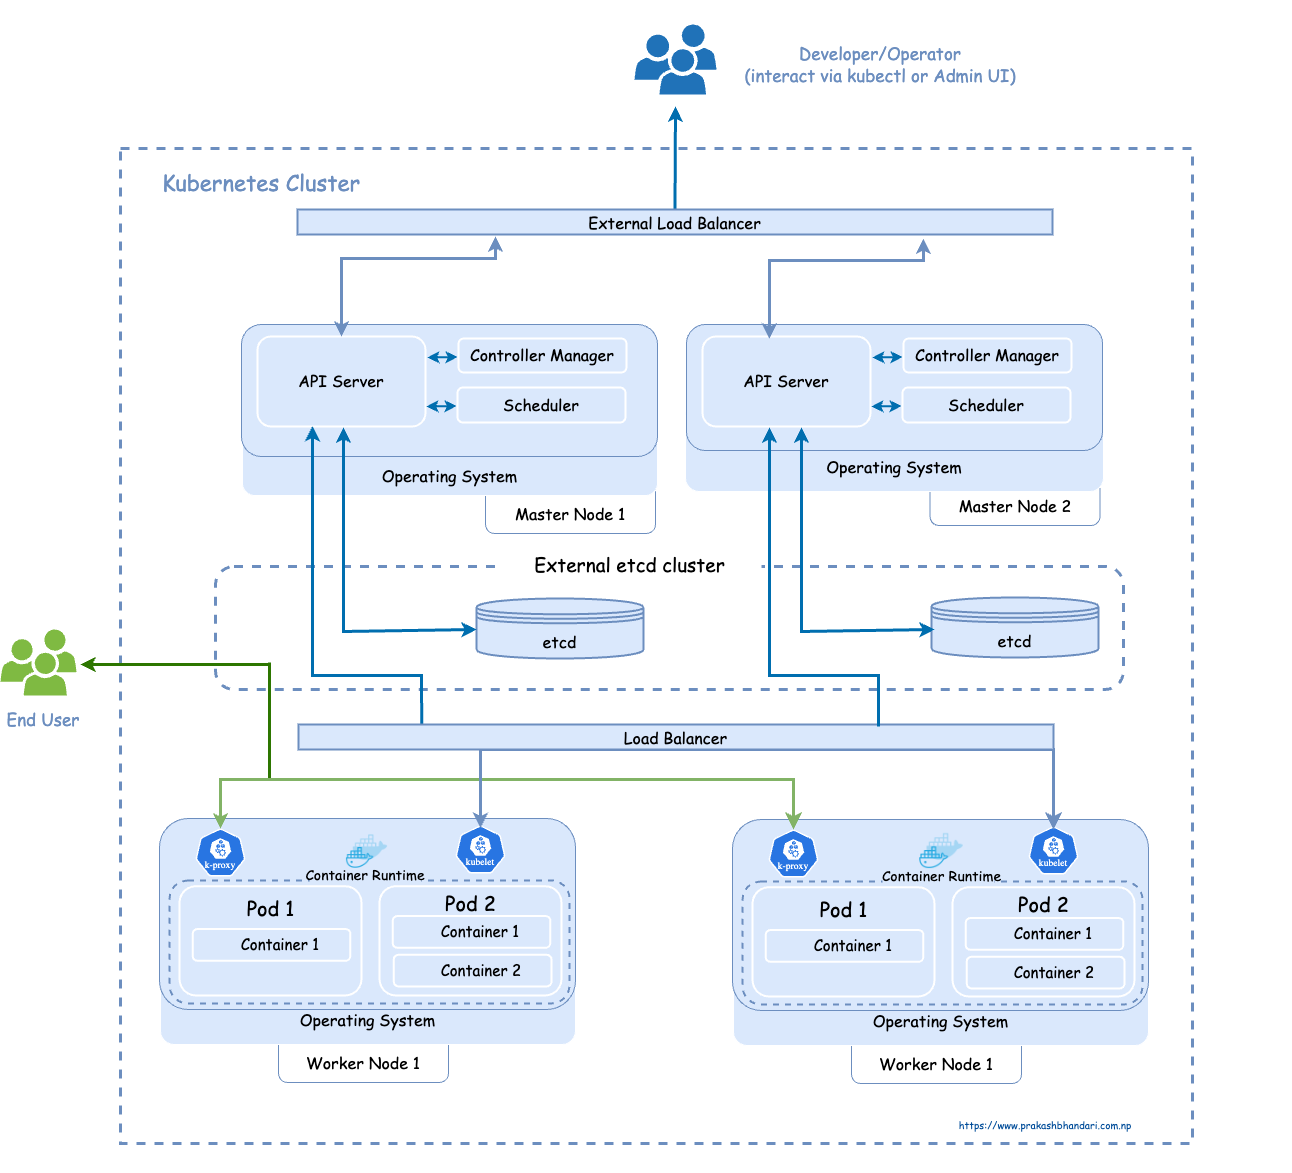 Developer/Operator
(interact via kubectl or Admin UI)
Kubernetes Cluster
External Load Balancer
API Server
Controller Manager
Scheduler
Operating System
Master Node 1
API Server
Controller Manager
Scheduler
Operating System
Master Node 2
External etcd cluster
etcd
etcd
End User
Load Balancer
k-proxy
kubelet
Container Runtime
Pod 1
Container 1
Pod 2
Container 1
Container 2
Operating System
Worker Node 1
k-proxy
kubelet
Container Runtime
Pod 1
Container 1
Pod 2
Container 1
Container 2
Operating System
Worker Node 1
https://www.prakashbhandari.com.np